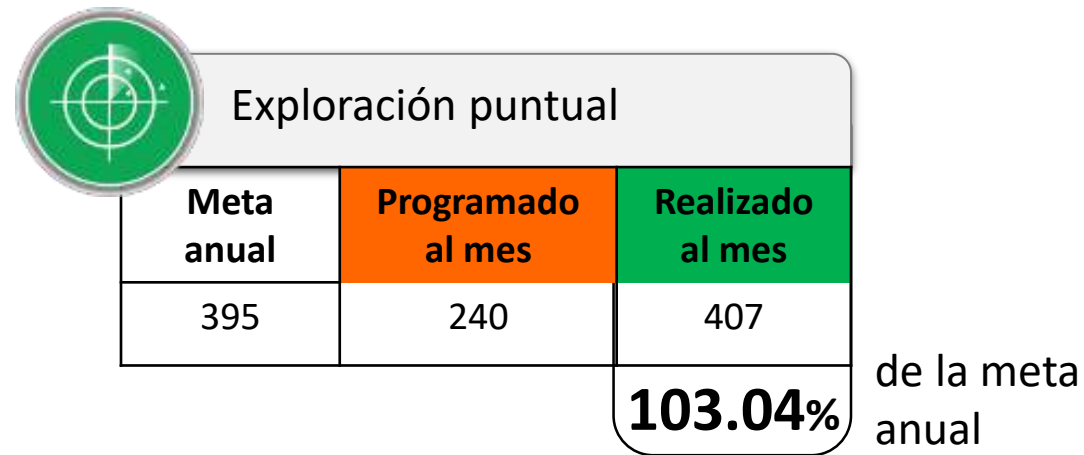 Exploración puntual
Meta anual
Programado al mes
Realizado al mes
395 240 407
103.04%
de la meta
anual